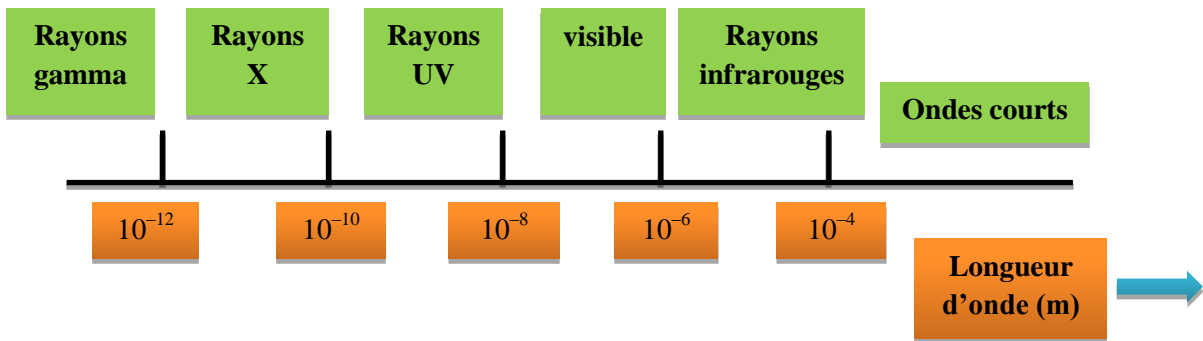 Rayons
gamma
Rayons
X
Rayons
UV
visible
Rayons
infrarouges
Ondes courts
10⁻¹²
10⁻¹⁰
10⁻⁸
10⁻⁶
10⁻⁴
Longueur
d’onde (m)